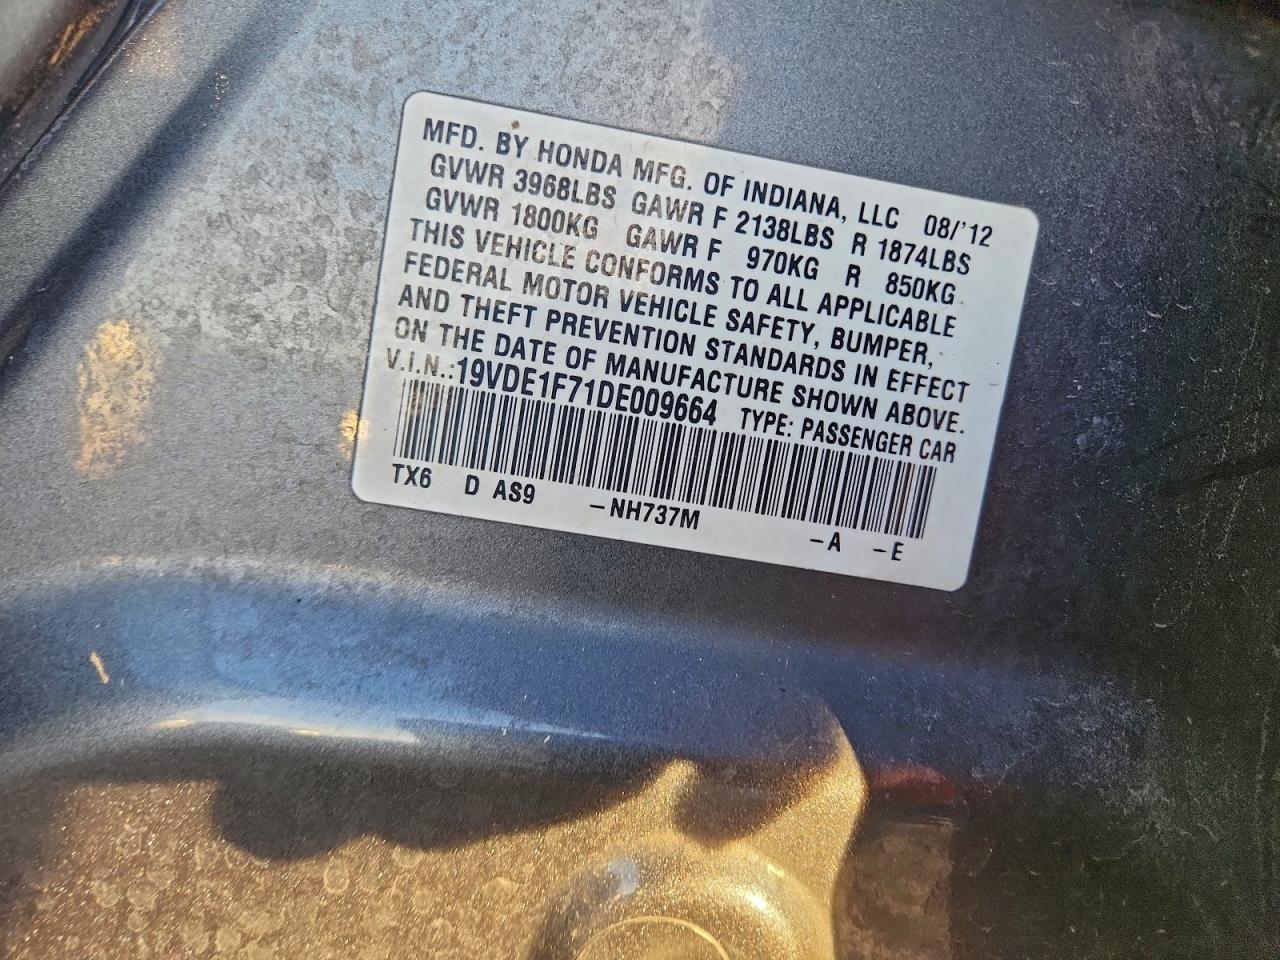 MFD. BY HONDA MFG. OF INDIANA, LLC 08/'12
GVWR 3968LBS GAWR F 2138LBS R 1874LBS
GVWR 1800KG GAWR F 970KG R 850KG
THIS VEHICLE CONFORMS TO ALL APPLICABLE
FEDERAL MOTOR VEHICLE SAFETY, BUMPER,
AND THEFT PREVENTION STANDARDS IN EFFECT
ON THE DATE OF MANUFACTURE SHOWN ABOVE.
V.I.N.:19VDE1F71DE009664 TYPE: PASSENGER CAR
TX6 D AS9 -NH737M -A -E